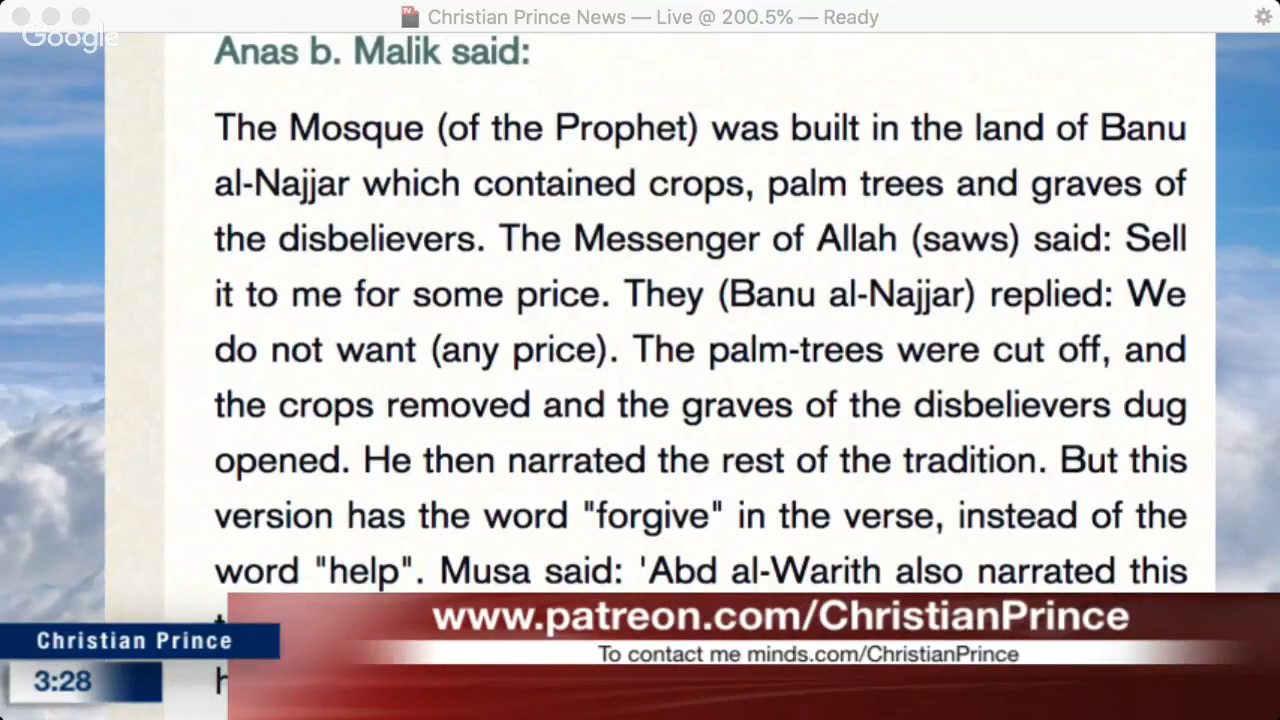 Christian Prince News — Live @ 200.5% — Ready
Google
Anas b. Malik said:
The Mosque (of the Prophet) was built in the land of Banu
al-Najjar which contained crops, palm trees and graves of
the disbelievers. The Messenger of Allah (saws) said: Sell
it to me for some price. They (Banu al-Najjar) replied: We
do not want (any price). The palm-trees were cut off, and
the crops removed and the graves of the disbelievers dug
opened. He then narrated the rest of the tradition. But this
version has the word "forgive" in the verse, instead of the
word "help". Musa said: 'Abd al-Warith also narrated this
www.patreon.com/ChristianPrince
Christian Prince
To contact me minds.com/ChristianPrince
3:28